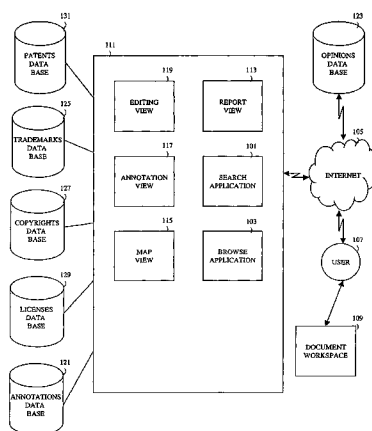 131
PATENTS
DATA
BASE
125
TRADEMARKS
DATA
BASE
127
COPYRIGHTS
DATA
BASE
129
LICENSES
DATA
BASE
121
ANNOTATIONS
DATA
BASE
111
119
EDITING
VIEW
113
REPORT
VIEW
117
ANNOTATION
VIEW
101
SEARCH
APPLICATION
115
MAP
VIEW
103
BROWSE
APPLICATION
123
OPINIONS
DATA
BASE
105
INTERNET
107
USER
109
DOCUMENT
WORKSPACE